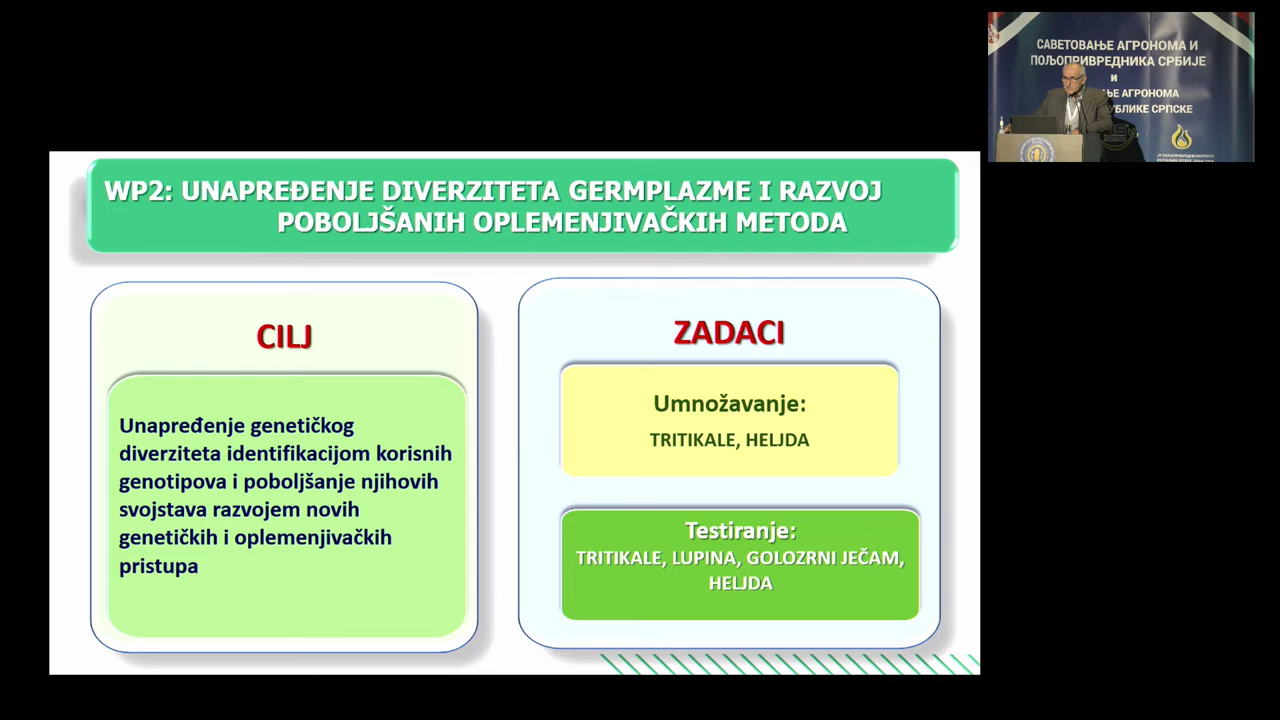 WP2: UNAPREĐENJE DIVERZITETA GERMPLAZME I RAZVOJ
POBOLJŠANIH OPLEMENJIVAČKIH METODA
CILJ
Unapređenje genetičkog
diverziteta identifikacijom korisnih
genotipova i poboljšanje njihovih
svojstava razvojem novih
genetičkih i oplemenjivačkih
pristupa
ZADACI
Umnožavanje:
TRITIKALE, HELJDA
Testiranje:
TRITIKALE, LUPINA, GOLOZRNI JEČAM,
HELJDA
САВЕТОВАЊЕ АГРОНОМА И
ПОЉОПРИВРЕДНИКА СРБИЈЕ
И
АГРОНОМА
СРПСКЕ